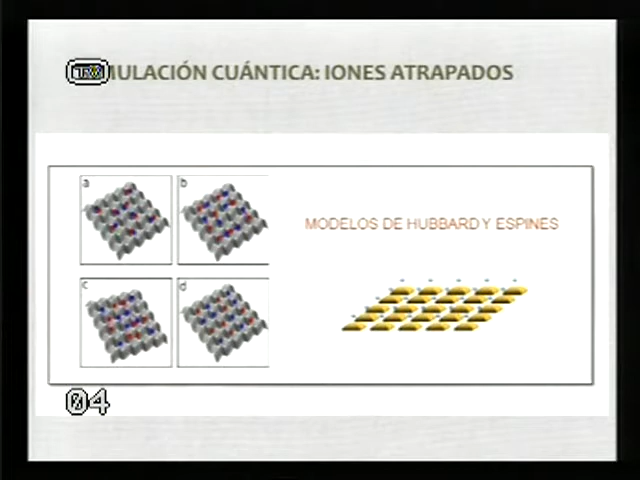 MULACIÓN CUÁNTICA: IONES ATRAPADOS
a
b
MODELOS DE HUBBARD Y ESPINES
c
d
04